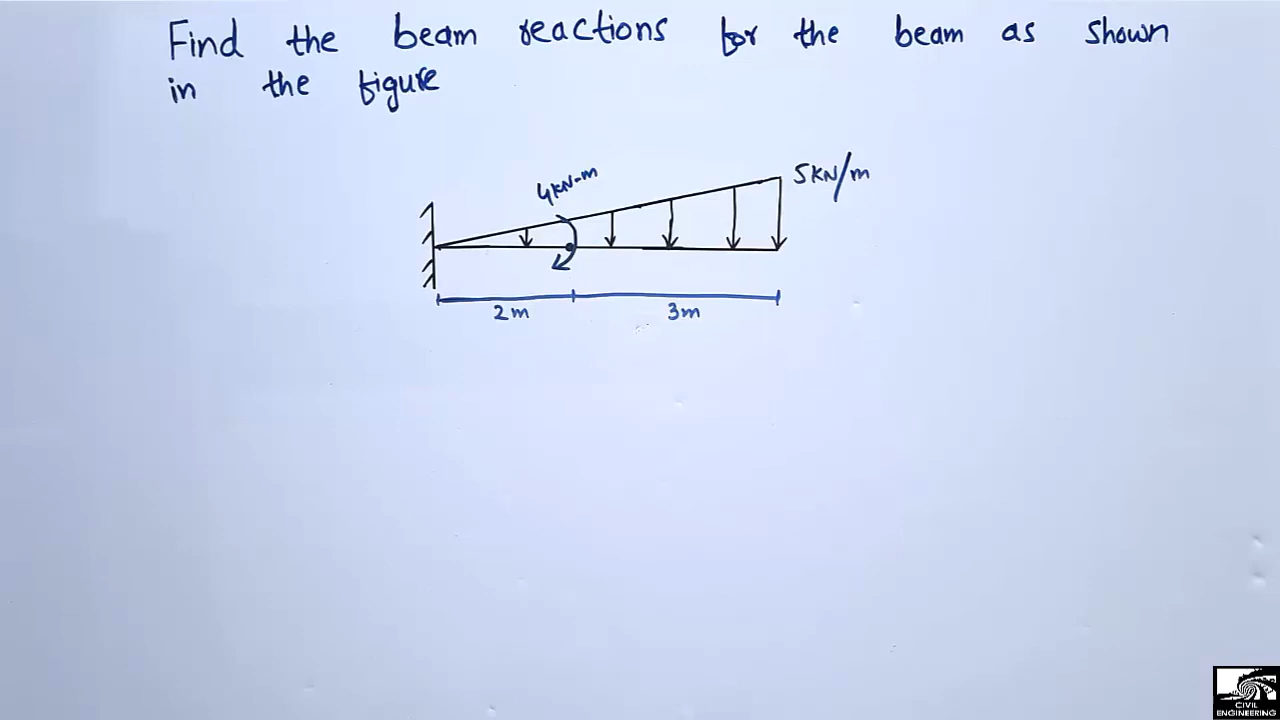 Find the beam reactions for the beam as shown
in the figure
4KN-m
5KN/m
2m
3m
CIVIL
ENGINEERING